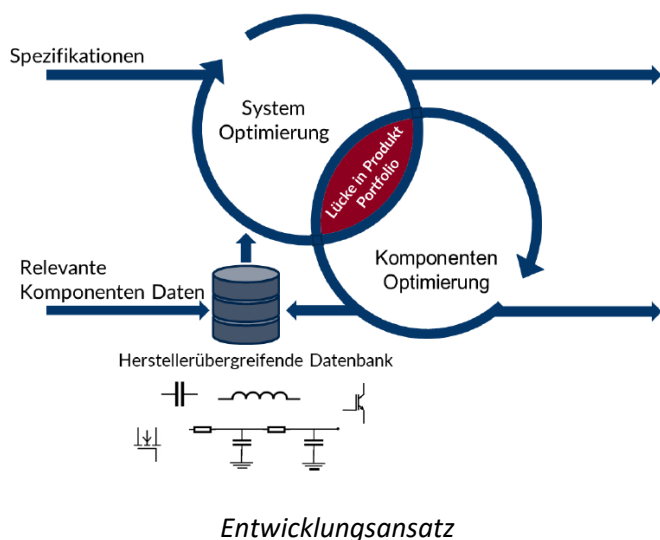 Spezifikationen
System
Optimierung
Lücke in Produkt
Portfolio
Relevante
Komponenten Daten
Komponenten
Optimierung
Herstellerübergreifende Datenbank
Entwicklungsansatz